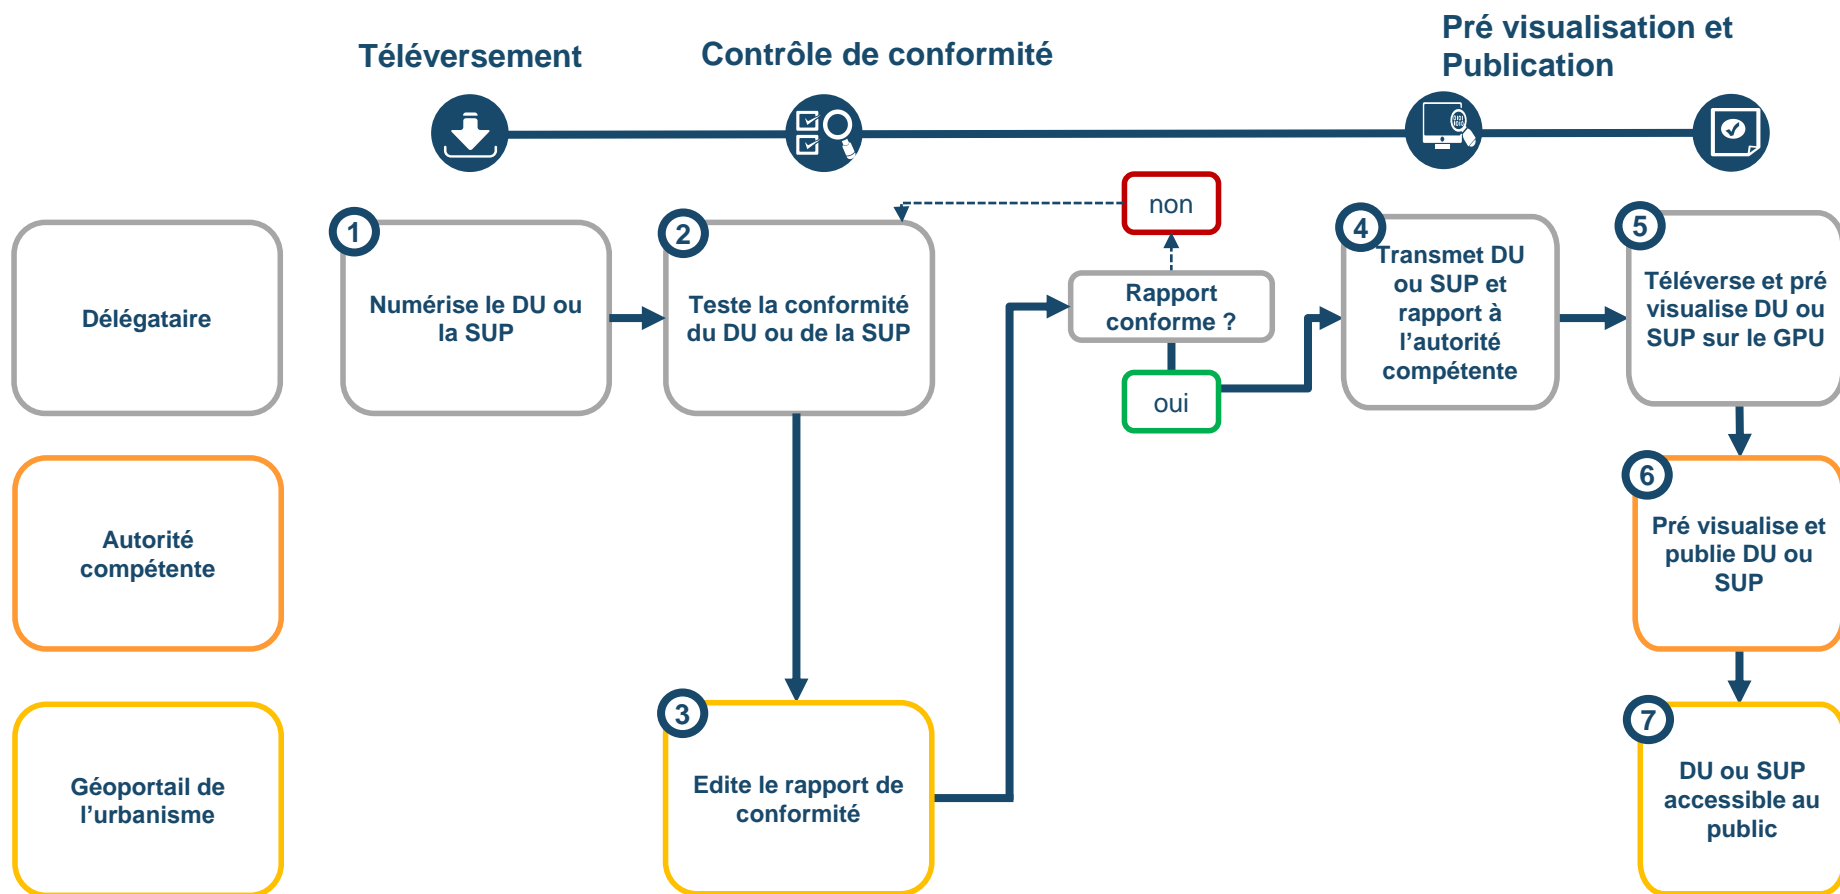 Téléversement
Contrôle de conformité
Pré visualisation et
Publication
0101
1010
non
1
2
4
5
Délégataire
Numérise le DU ou
la SUP
Teste la conformité
du DU ou de la SUP
Rapport
conforme ?
oui
Transmet DU
ou SUP et
rapport à
l’autorité
compétente
Téléverse et pré
visualise DU ou
SUP sur le GPU
6
Autorité
compétente
Pré visualise et
publie DU ou
SUP
3
7
Géoportail de
l’urbanisme
Edite le rapport de
conformité
DU ou SUP
accessible au
public